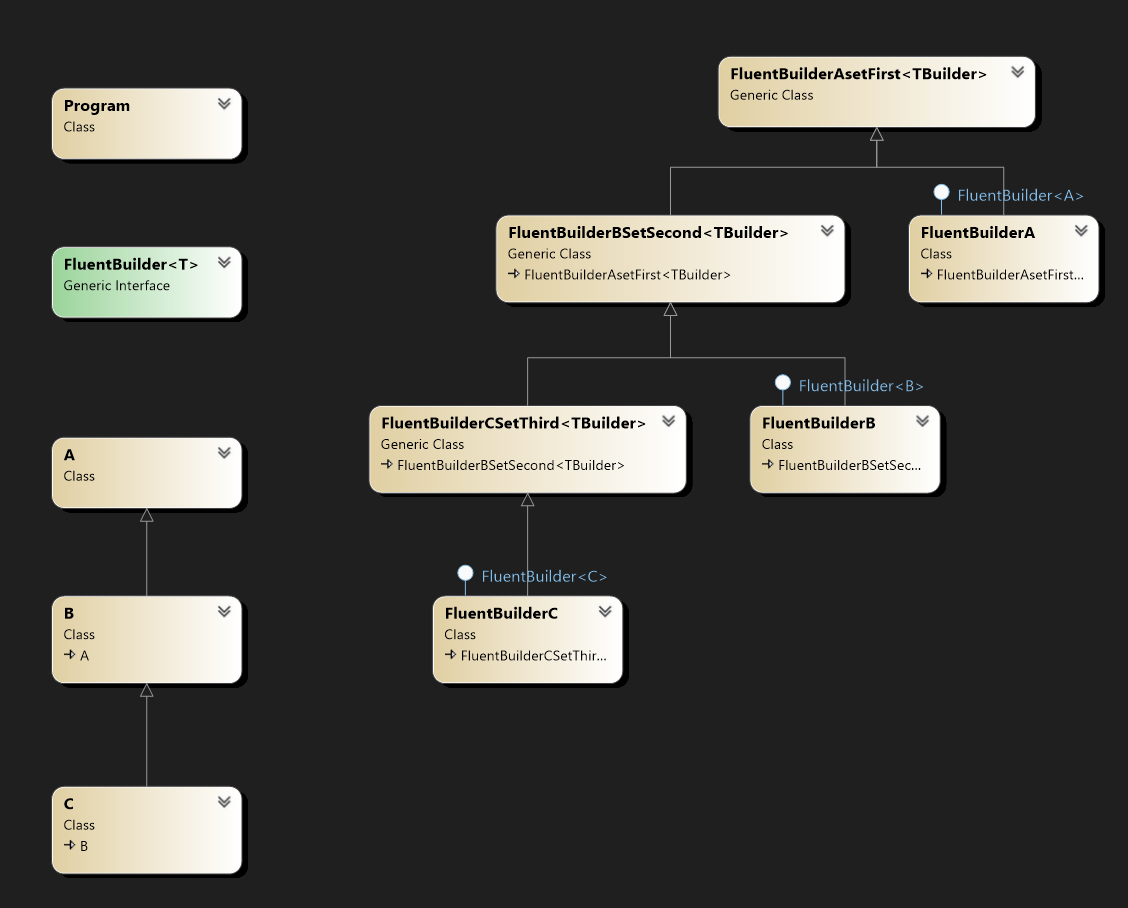 Program
Class
FluentBuilder<T>
Generic Interface
A
Class
B
Class
A
C
Class
B
FluentBuilderAsetFirst<TBuilder>
Generic Class
FluentBuilderBSetSecond<TBuilder>
Generic Class
FluentBuilderAsetFirst<TBuilder>
FluentBuilder<A>
FluentBuilderA
Class
FluentBuilderAsetFirst...
FluentBuilderCSetThird<TBuilder>
Generic Class
FluentBuilderBSetSecond<TBuilder>
FluentBuilder<B>
FluentBuilderB
Class
FluentBuilderBSetSec...
FluentBuilder<C>
FluentBuilderC
Class
FluentBuilderCSetThir...